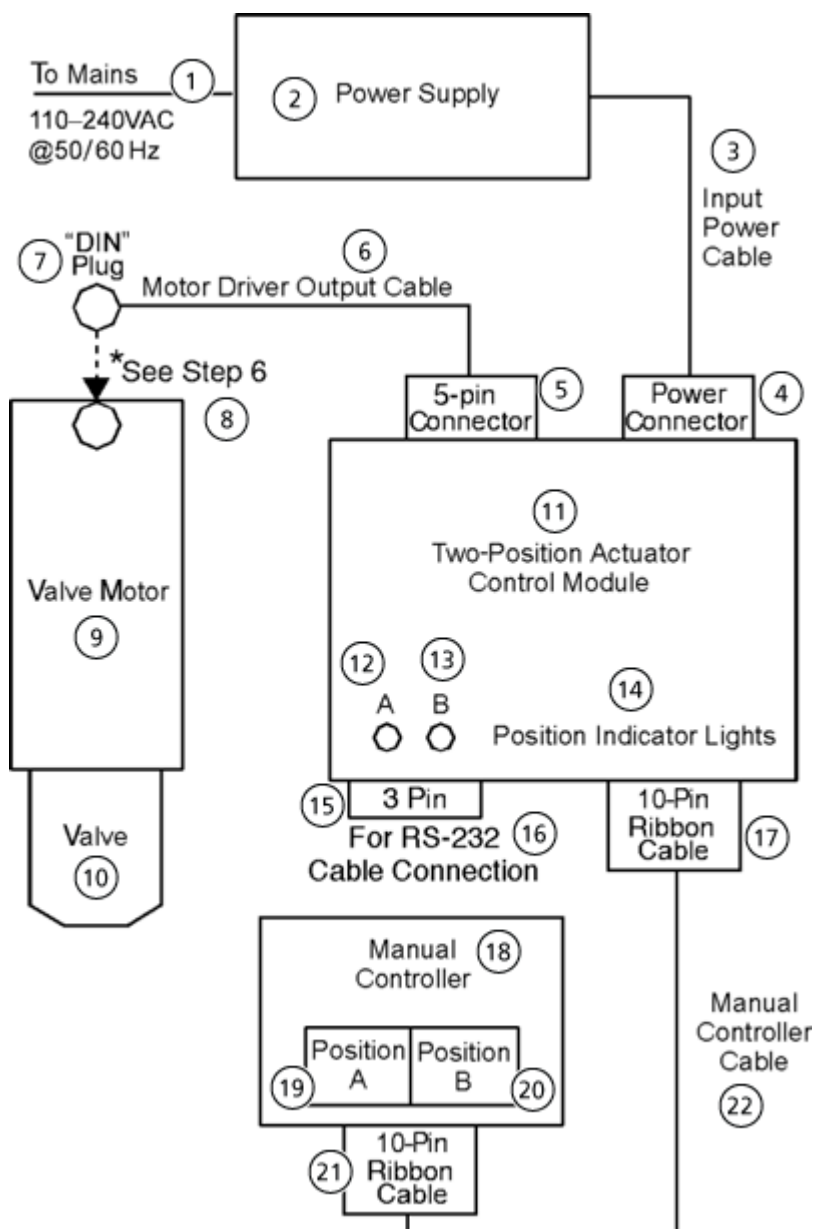 To Mains
1
110–240VAC
@50/60 Hz
2
Power Supply
3
Input
Power
Cable
7
"DIN"
Plug
6
Motor Driver Output Cable
*See Step 6
8
5-pin
Connector
5
Power
Connector
4
11
Two-Position Actuator
Control Module
Valve Motor
9
12
A
13
B
14
Position Indicator Lights
Valve
10
15
3 Pin
For RS-232
Cable Connection
16
10-Pin
Ribbon
Cable
17
Manual
Controller
18
Position
A
19
Position
B
20
10-Pin
Ribbon
Cable
21
Manual
Controller
Cable
22